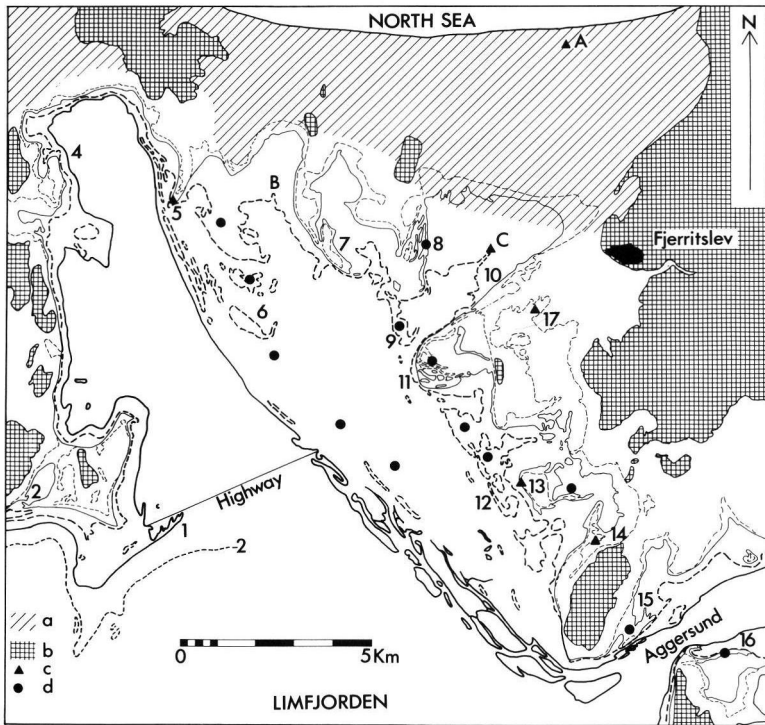 NORTH SEA
N
A
4
B
5
7
8
C
Fjerritslev
10
6
17
9
11
2
Highway
12
13
1
2
14
a
b
c
d
15
0 5Km
Aggersund
16
LIMFJORDEN